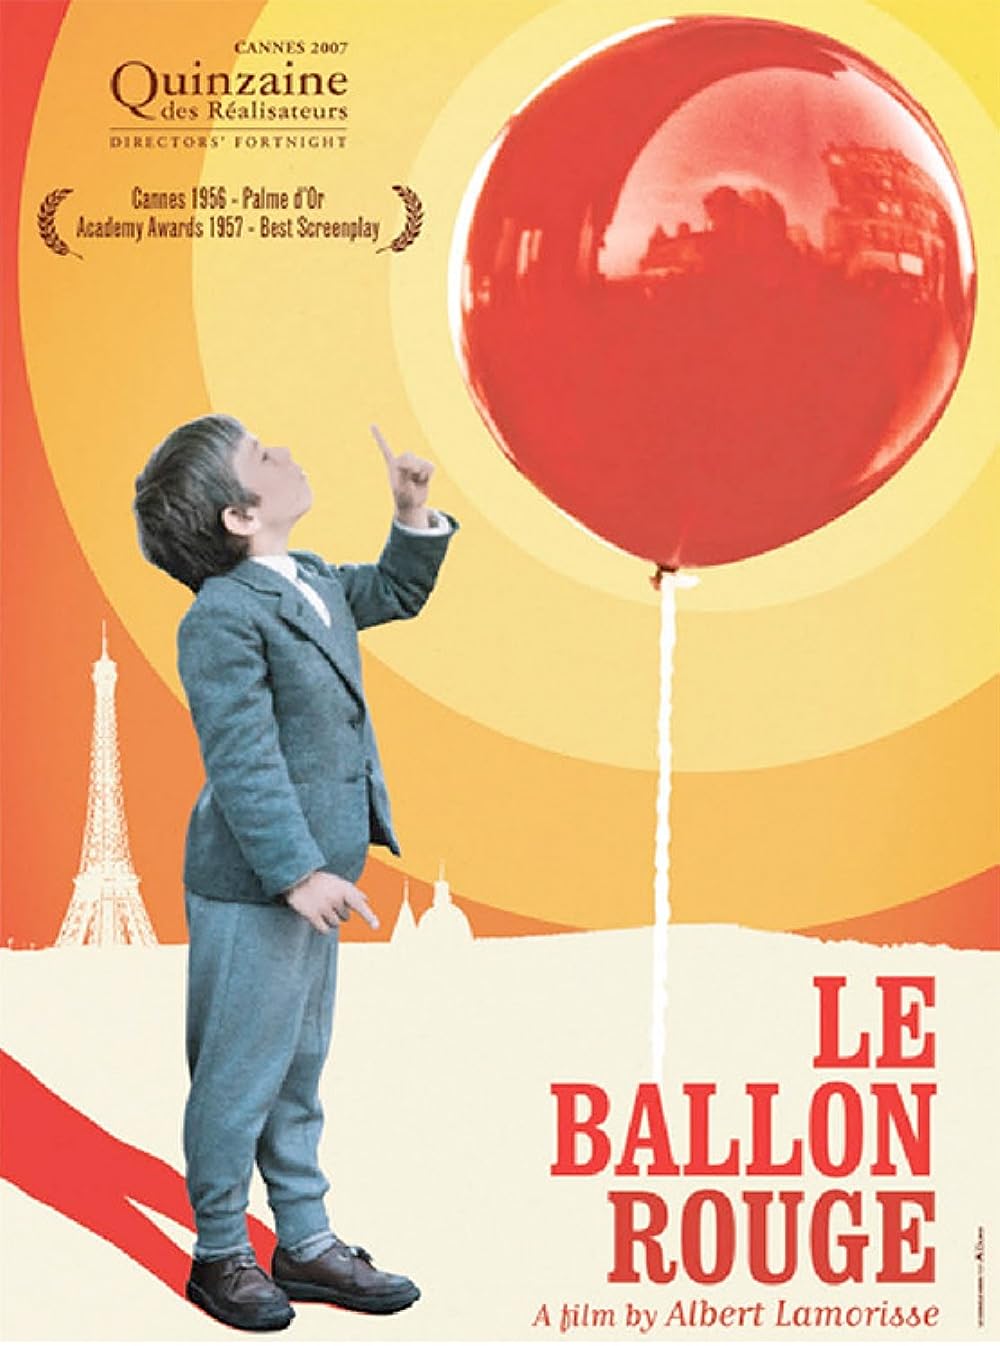 CANNES 2007
Quinzaine
des Réalisateurs
DIRECTORS' FORTNIGHT
Cannes 1956 - Palme d'Or
Academy Awards 1957 - Best Screenplay
LE
BALLON
ROUGE
A film by Albert Lamorisse